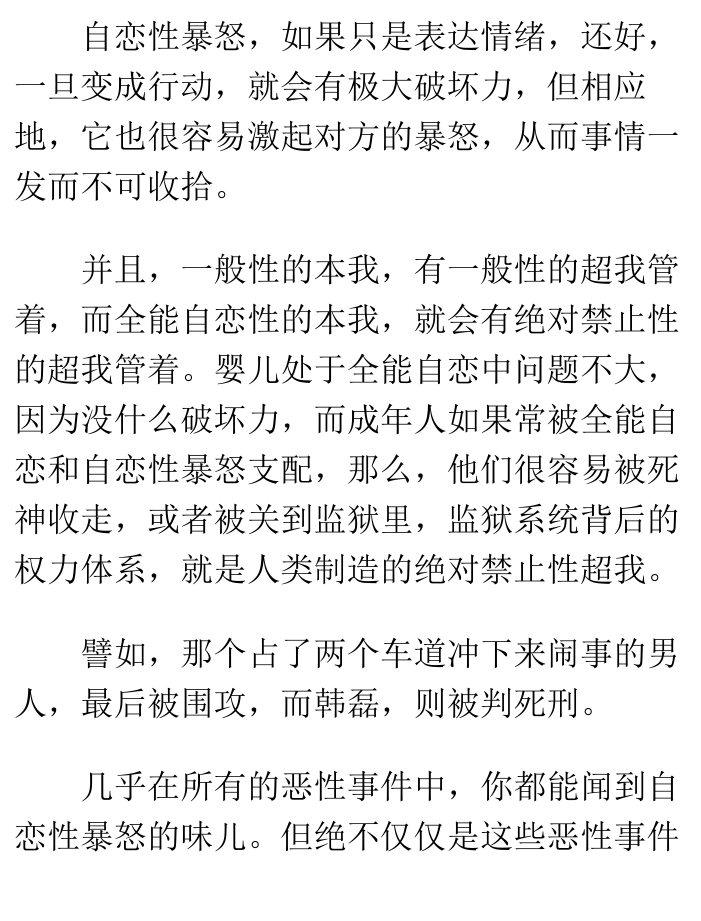 自恋性暴怒，如果只是表达情绪，还好，
一旦变成行动，就会有极大破坏力，但相应
地，它也很容易激起对方的暴怒，从而事情一
发而不可收拾。
并且，一般性的本我，有一般性的超我管
着，而全能自恋性的本我，就会有绝对禁止性
的超我管着。婴儿处于全能自恋中问题不大，
因为没什么破坏力，而成年人如果常被全能自
恋和自恋性暴怒支配，那么，他们很容易被死
神收走，或者被关到监狱里，监狱系统背后的
权力体系，就是人类制造的绝对禁止性超我。
譬如，那个占了两个车道冲下来闹事的男
人，最后被围攻，而韩磊，则被判死刑。
几乎在所有的恶性事件中，你都能闻到自
恋性暴怒的味儿。但绝不仅仅是这些恶性事件